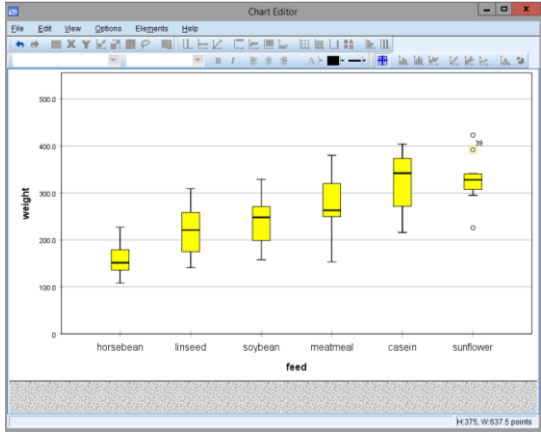 Chart Editor
File Edit View Options Elements Help
X Y
B I
A
500.0
400.0
300.0
200.0
100.0
.0
weight
39
horsebean linseed soybean meatmeal casein sunflower
feed
H:375, W:637.5 points